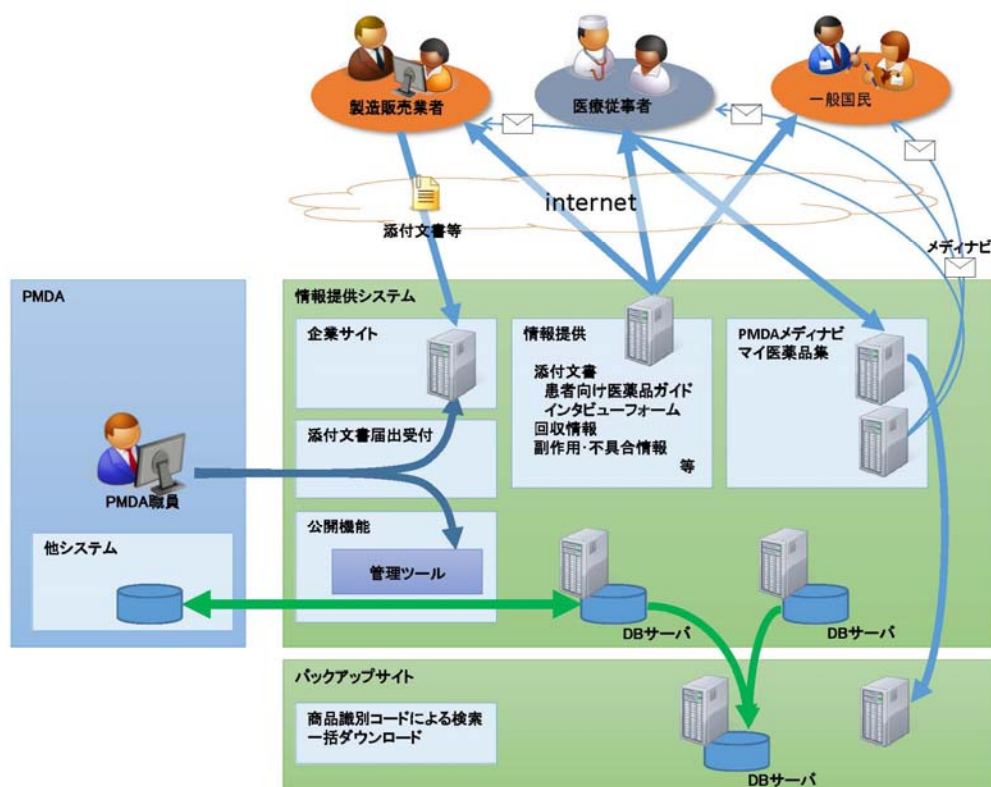 製造販売業者
医療従事者
一般国民
internet
添付文書等
メディナビ
PMDA
PMDA職員
他システム
情報提供システム
企業サイト
添付文書届出受付
公開機能
管理ツール
情報提供
添付文書
患者向け医薬品ガイド
インタビューフォーム
回収情報
副作用・不具合情報
等
PMDAメディナビ
マイ医薬品集
DBサーバ
DBサーバ
バックアップサイト
商品識別コードによる検索
一括ダウンロード
DBサーバ